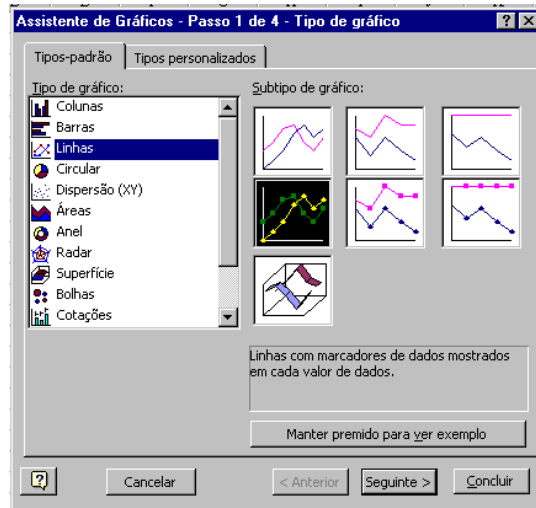 Assistente de Gráficos - Passo 1 de 4 - Tipo de gráfico
Tipos-padrão Tipos personalizados
Tipo de gráfico: Subtipo de gráfico:
Colunas
Barras
Linhas
Circular
Dispersão (XY)
Áreas
Anel
Radar
Superfície
Bolhas
Cotações
Linhas com marcadores de dados mostrados
em cada valor de dados.
Manter premido para ver exemplo
Cancelar < Anterior Seguinte > Concluir